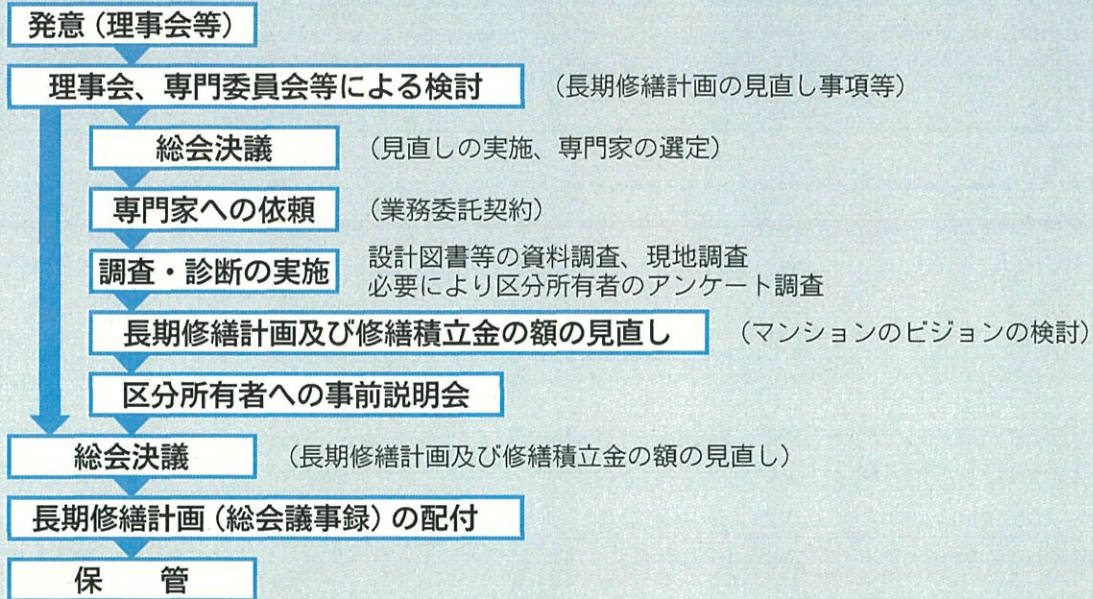 発意（理事会等）
理事会、専門委員会等による検討 （長期修繕計画の見直し事項等）
総会決議 （見直しの実施、専門家の選定）
専門家への依頼 （業務委託契約）
調査・診断の実施 設計図書等の資料調査、現地調査
必要により区分所有者のアンケート調査
長期修繕計画及び修繕積立金の額の見直し （マンションのビジョンの検討）
区分所有者への事前説明会
総会決議 （長期修繕計画及び修繕積立金の額の見直し）
長期修繕計画（総会議事録）の配付
保　管